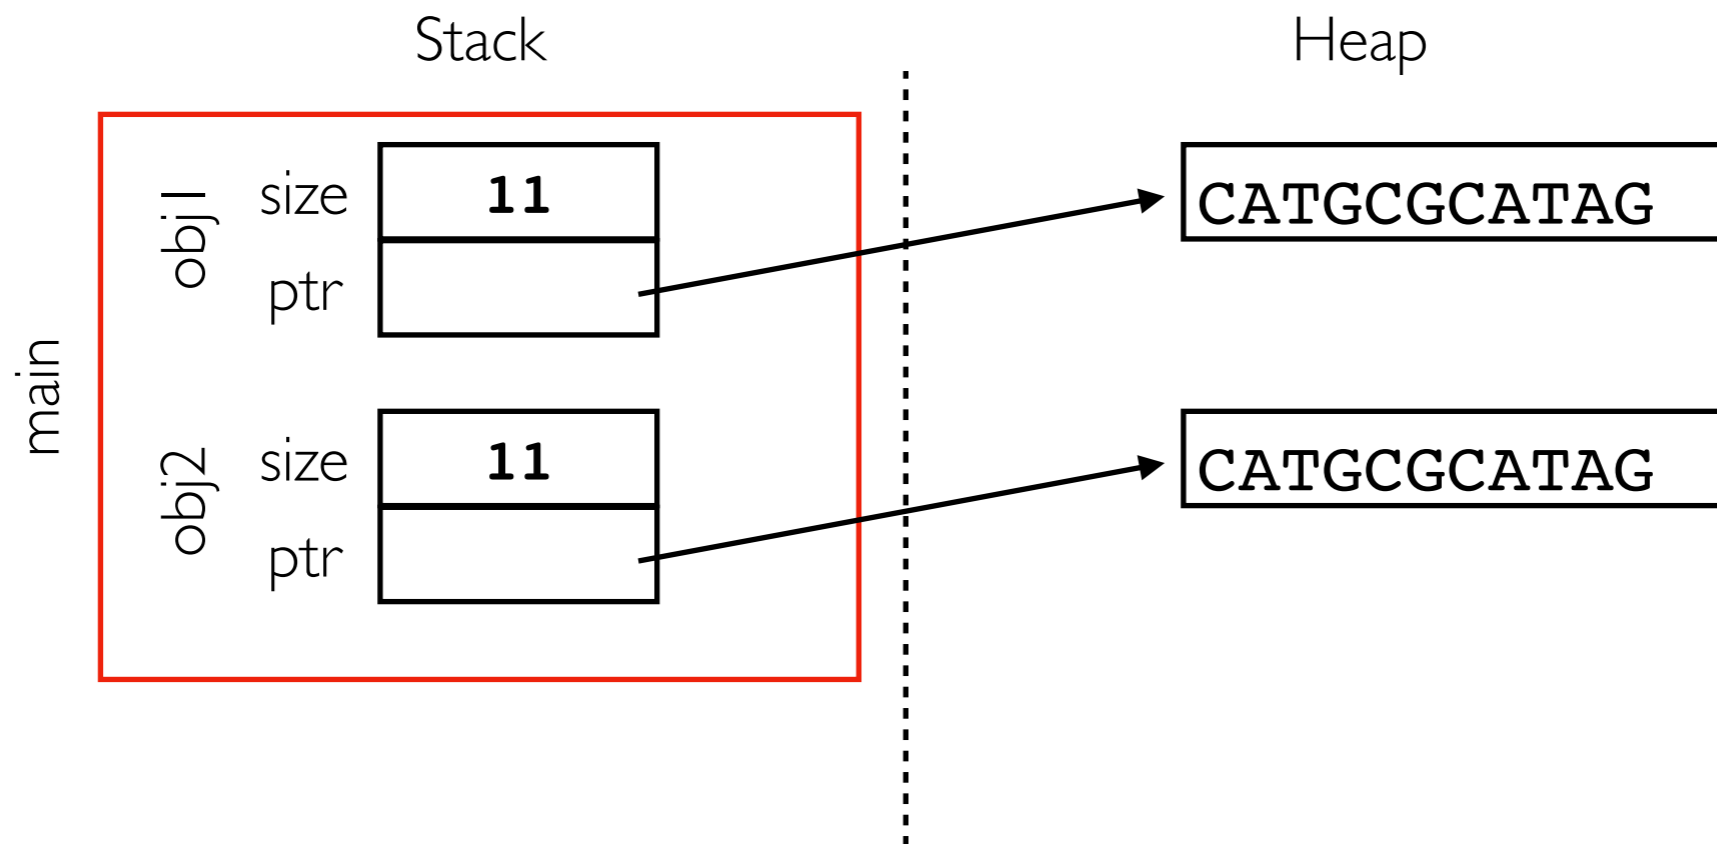 Stack
Heap
main
obj1
size
11
ptr
CATGCGCATAG
obj2
size
11
ptr
CATGCGCATAG